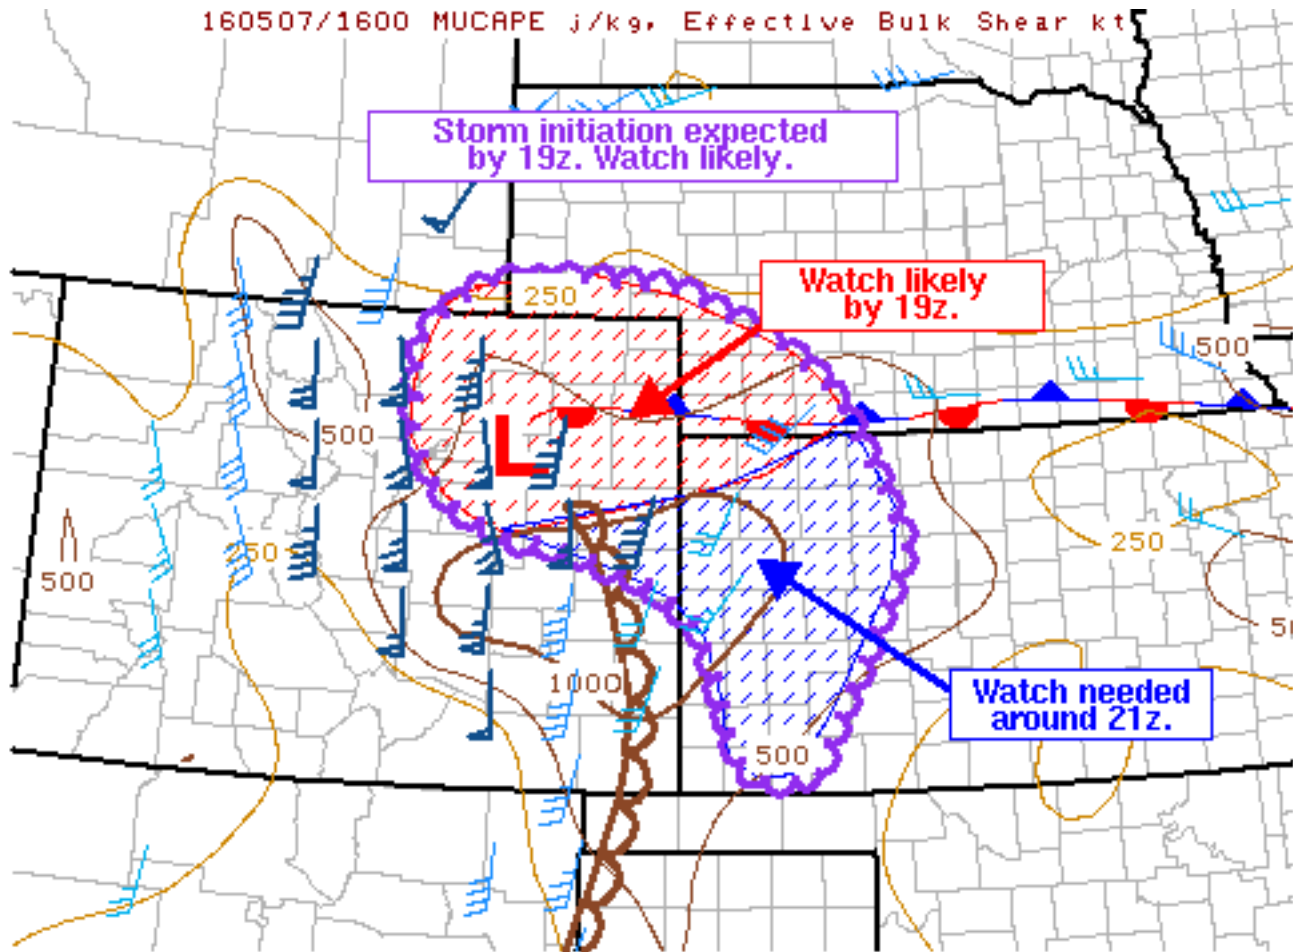 160507/1600 MUCAPE j/kg, Effective Bulk Shear kt
Storm initiation expected
by 19z. Watch likely.
Watch likely
by 19z.
250
500
500
L
250
250
500
50
1000
Watch needed
around 21z.
500